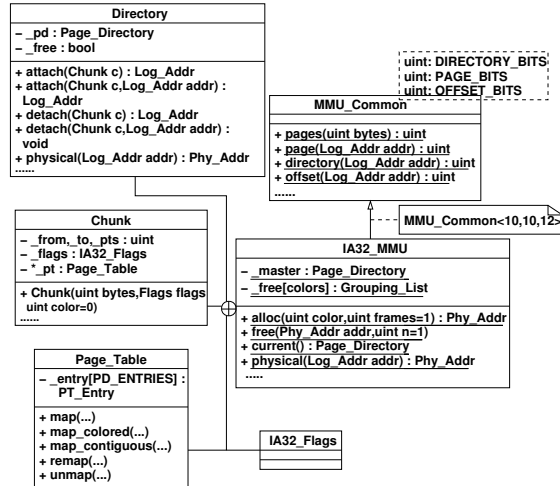 Directory
− _pd : Page_Directory
− _free : bool
+ attach(Chunk c) : Log_Addr
+ attach(Chunk c,Log_Addr addr) :
Log_Addr
+ detach(Chunk c) : Log_Addr
+ detach(Chunk c,Log_Addr addr) :
void
+ physical(Log_Addr addr) : Phy_Addr
......
uint: DIRECTORY_BITS
uint: PAGE_BITS
uint: OFFSET_BITS
MMU_Common
+ pages(uint bytes) : uint
+ page(Log_Addr addr) : uint
+ directory(Log_Addr addr) : uint
+ offset(Log_Addr addr) : uint
......
MMU_Common<10,10,12>
Chunk
− _from,_to,_pts : uint
− _flags : IA32_Flags
− *_pt : Page_Table
+ Chunk(uint bytes,Flags flags
uint color=0)
......
IA32_MMU
− _master : Page_Directory
− _free[colors] : Grouping_List
+ alloc(uint color,uint frames=1) : Phy_Addr
+ free(Phy_Addr addr,uint n=1)
+ current() : Page_Directory
+ physical(Log_Addr addr) : Phy_Addr
.....
Page_Table
− _entry[PD_ENTRIES] :
PT_Entry
+ map(...)
+ map_colored(...)
+ map_contiguous(...)
+ remap(...)
+ unmap(...)
IA32_Flags